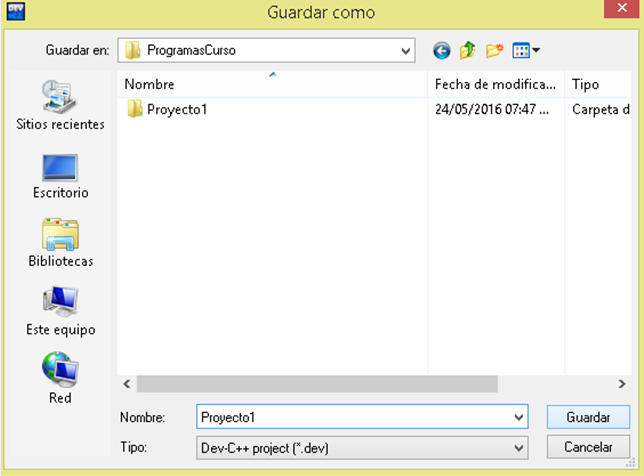 DEV
Guardar como
Guardar en: ProgramasCurso
Nombre Fecha de modifica... Tipo
Proyecto1 24/05/2016 07:47 ... Carpeta d
Sitios recientes
Escritorio
Bibliotecas
Este equipo
Red
Nombre: Proyecto1 Guardar
Tipo: Dev-C++ project (*.dev) Cancelar